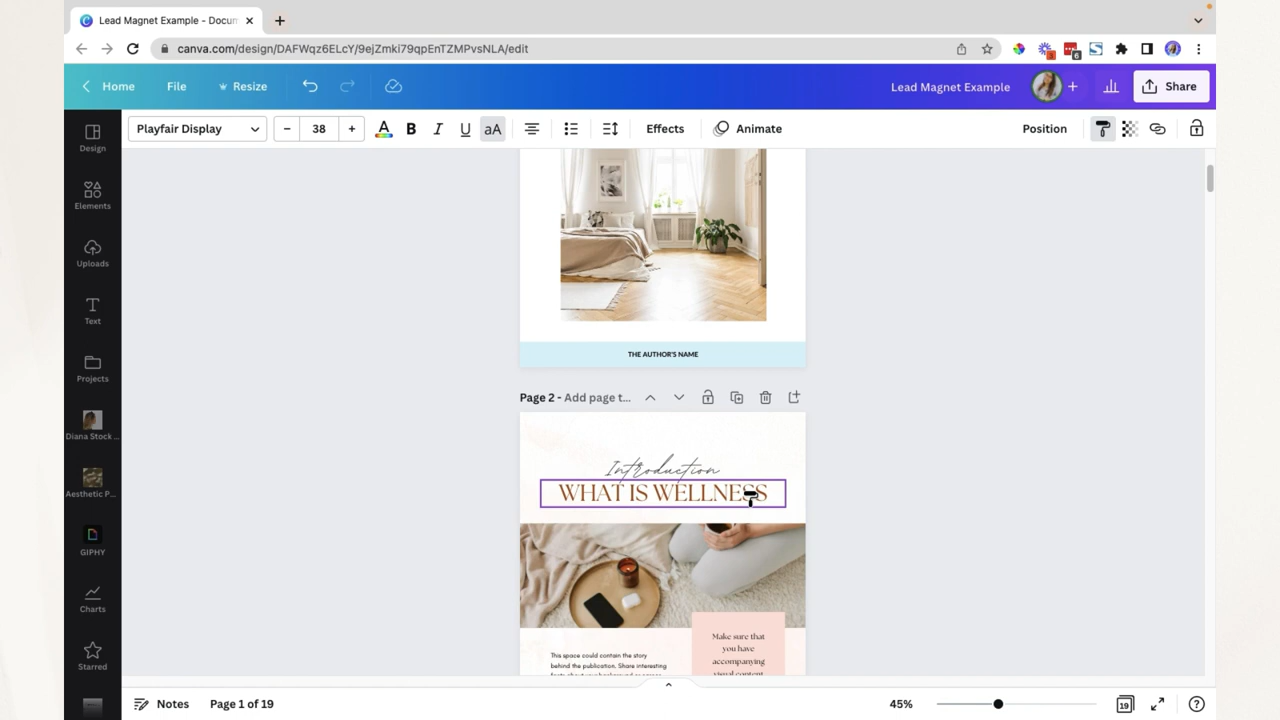 Lead Magnet Example - Docum
canva.com/design/DAFWqz6ELcY/9ejZmki79qpEnTZMPvsNLA/edit
Home File Resize Lead Magnet Example + Share
Playfair Display - 38 + A B I U aA Effects Animate Position
Design
Elements
Uploads
Text
Projects
Diana Stock ...
Aesthetic P...
GIPHY
Charts
Starred
THE AUTHOR'S NAME
Page 2 - Add page t...
Introduction
WHAT IS WELLNESS
Make sure that
you have
accompanying
visual content
This space could contain the story
behind the publication. Share interesting
Notes Page 1 of 19 45% 19 ?